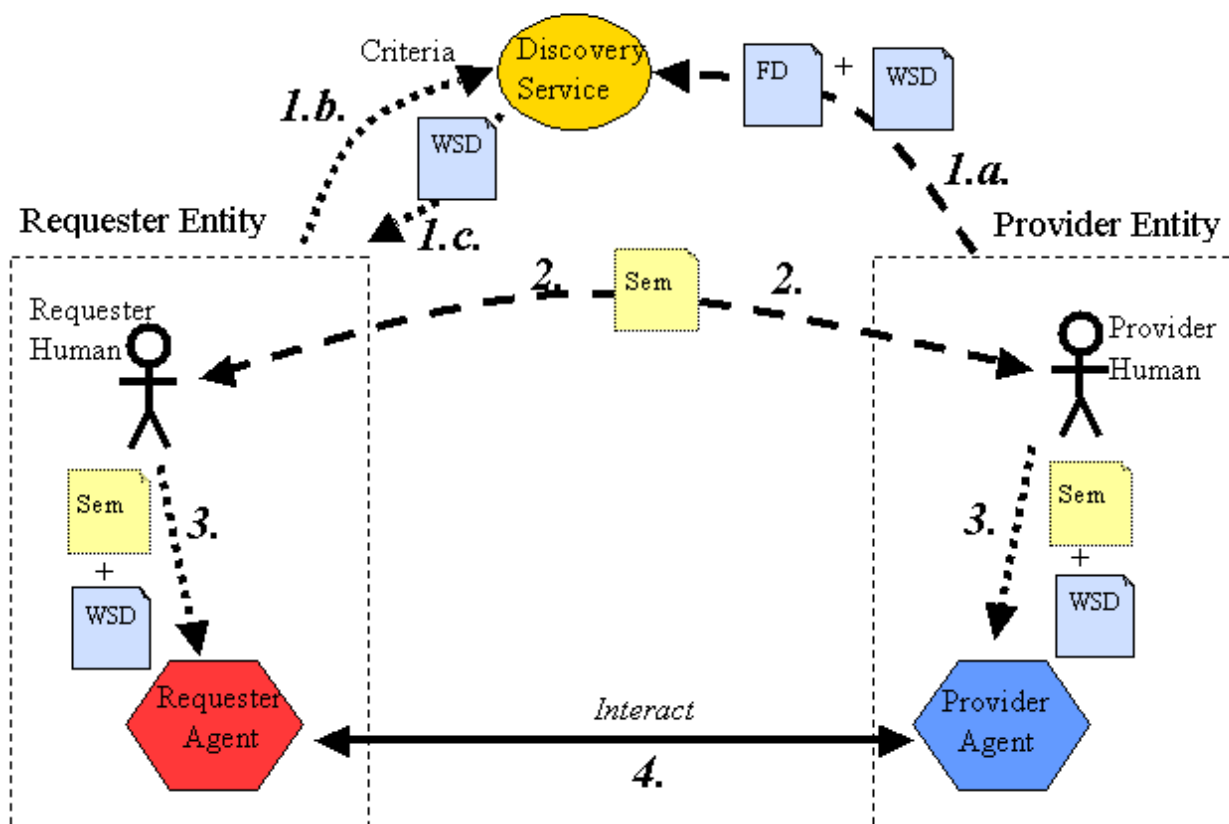 Criteria
Discovery
Service
FD
+
WSD
1.b.
WSD
1.a.
1.c.
Requester Entity
Provider Entity
2.
Sem
2.
Requester
Human
Provider
Human
Sem
+
WSD
3.
3.
Sem
+
WSD
Requester
Agent
Interact
4.
Provider
Agent